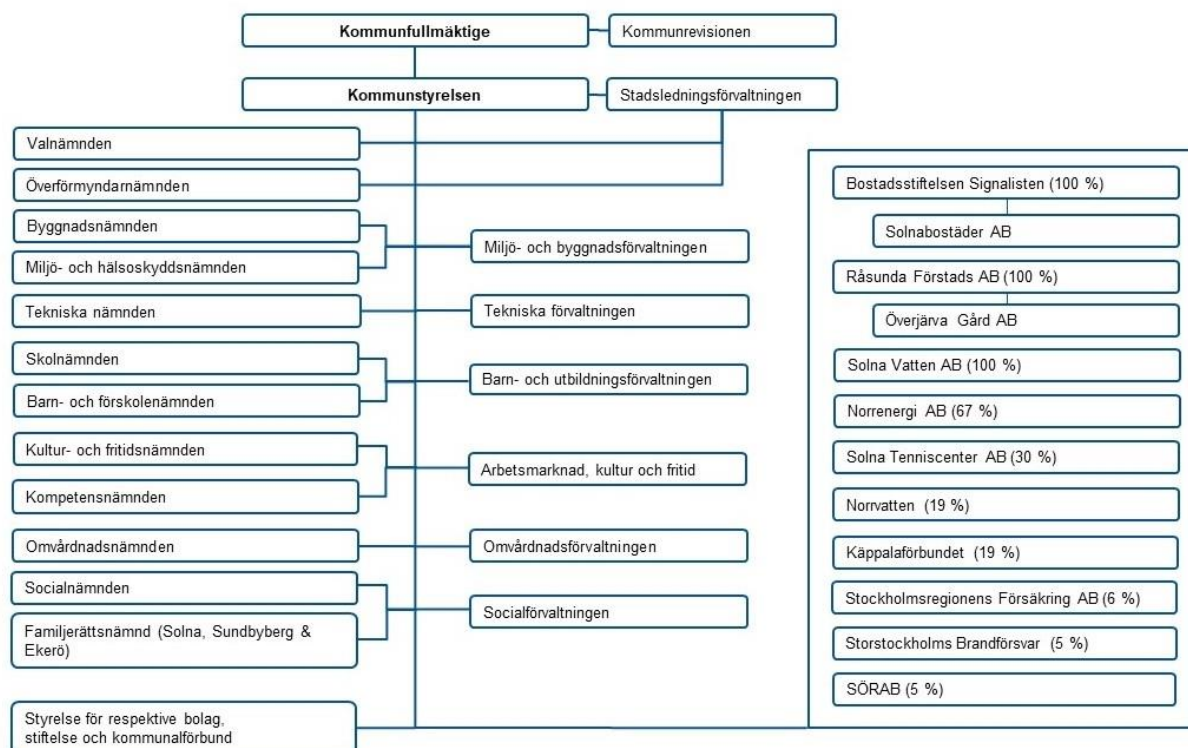 Kommunfullmäktige
Kommunrevisionen
Kommunstyrelsen
Stadsledningsförvaltningen
Valnämnden
Överförmyndarnämnden
Byggnadsnämnden
Miljö- och hälsoskyddsnämnden
Miljö- och byggnadsförvaltningen
Tekniska nämnden
Tekniska förvaltningen
Skolnämnden
Barn- och förskolenämnden
Barn- och utbildningsförvaltningen
Kultur- och fritidsnämnden
Kompetensnämnden
Arbetsmarknad, kultur och fritid
Omvårdnadsnämnden
Omvårdnadsförvaltningen
Socialnämnden
Familjerättsnämnd (Solna, Sundbyberg &
Ekerö)
Socialförvaltningen
Styrelse för respektive bolag,
stiftelse och kommunalförbund
Bostadsstiftelsen Signalisten (100 %)
Solnabostäder AB
Råsunda Förstads AB (100 %)
Överjärva Gård AB
Solna Vatten AB (100 %)
Norrenergi AB (67 %)
Solna Tenniscenter AB (30 %)
Norrvatten (19 %)
Käppalaförbundet (19 %)
Stockholmsregionens Försäkring AB (6 %)
Storstockholms Brandförsvar (5 %)
SÖRAB (5 %)